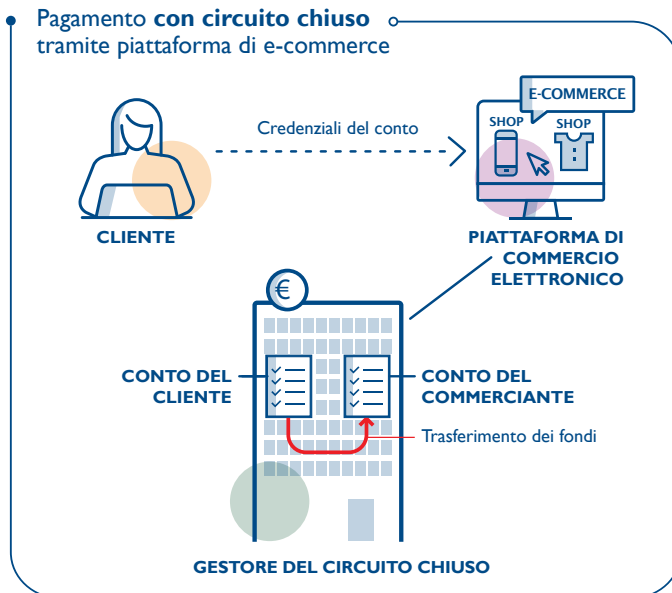 Pagamento con circuito chiuso
tramite piattaforma di e-commerce
E-COMMERCE
SHOP
SHOP
Credenziali del conto
CLIENTE
PIATTAFORMA DI
COMMERCIO
ELETTRONICO
€
CONTO DEL
CLIENTE
CONTO DEL
COMMERCIANTE
Trasferimento dei fondi
GESTORE DEL CIRCUITO CHIUSO